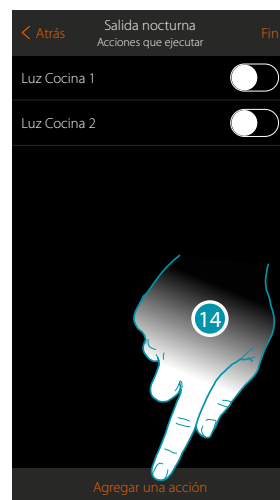 Atrás Salida nocturna Fin
Acciones que ejecutar
Luz Cocina 1
Luz Cocina 2
14
Agregar una acción